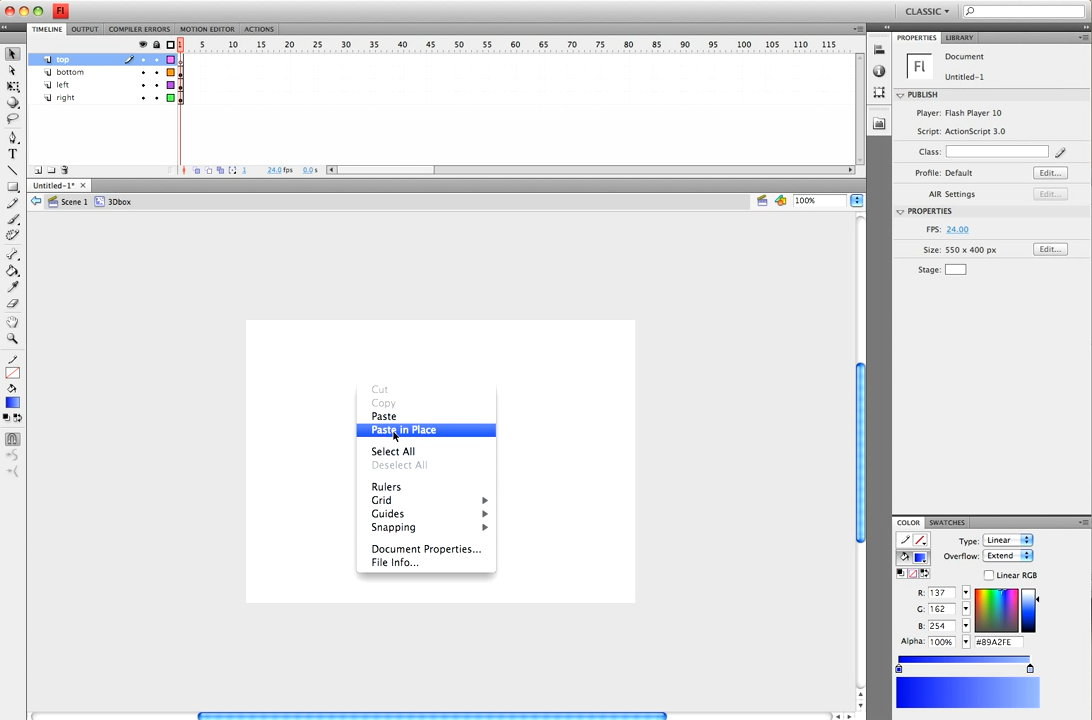 Fl
CLASSIC
TIMELINE OUTPUT COMPILER ERRORS MOTION EDITOR ACTIONS
1 5 10 15 20 25 30 35 40 45 50 55 60 65 70 75 80 85 90 95 100 105 110 115
top
bottom
left
right
1 24.0 fps 0.0 s
Untitled-1*
Scene 1 3Dbox 100%
Cut
Copy
Paste
Paste in Place
Select All
Deselect All
Rulers
Grid
Guides
Snapping
Document Properties...
File Info...
PROPERTIES LIBRARY
Fl
Document
Untitled-1
PUBLISH
Player: Flash Player 10
Script: ActionScript 3.0
Class:
Profile: Default Edit...
AIR Settings Edit...
PROPERTIES
FPS: 24.00
Size: 550 x 400 px Edit...
Stage:
COLOR SWATCHES
Type: Linear
Overflow: Extend
Linear RGB
R: 137
G: 162
B: 254
Alpha: 100% #89A2FE
T